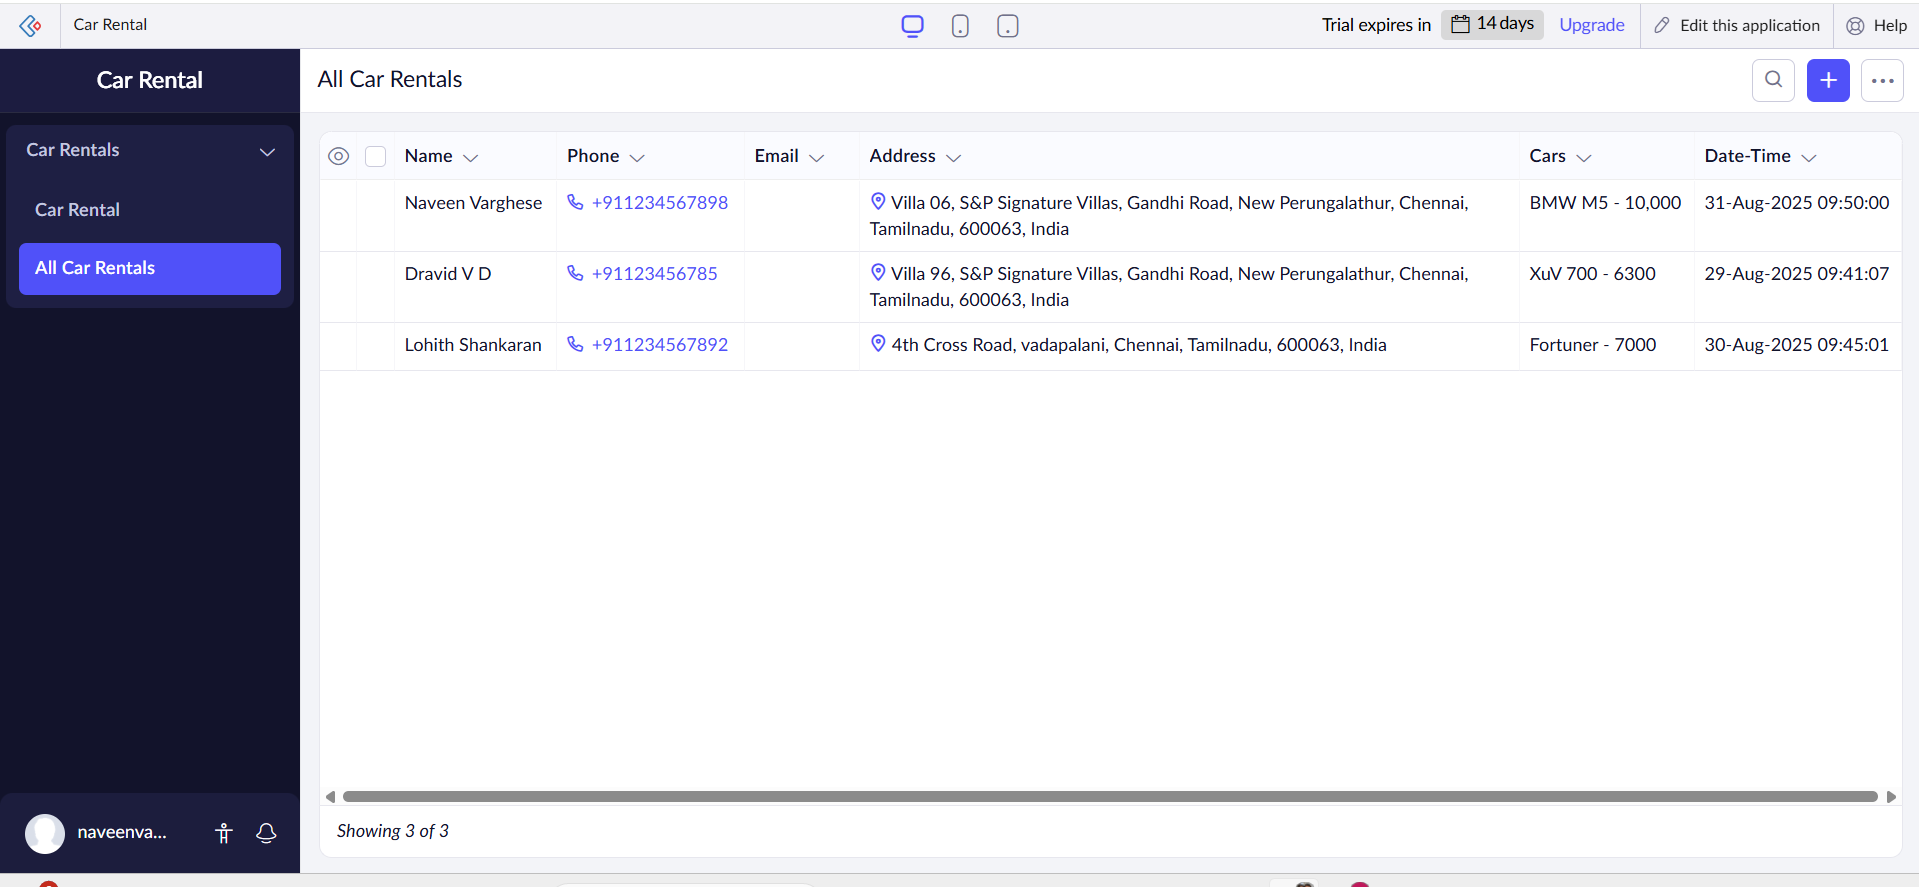 Car Rental
Trial expires in 14 days Upgrade Edit this application Help
Car Rental
Car Rentals
Car Rental
All Car Rentals
naveenva...
All Car Rentals
Name Phone Email Address Cars Date-Time
Naveen Varghese +911234567898 Villa 06, S&P Signature Villas, Gandhi Road, New Perungalathur, Chennai, BMW M5 - 10,000 31-Aug-2025 09:50:00
Tamilnadu, 600063, India
Dravid V D +91123456785 Villa 96, S&P Signature Villas, Gandhi Road, New Perungalathur, Chennai, XuV 700 - 6300 29-Aug-2025 09:41:07
Tamilnadu, 600063, India
Lohith Shankaran +911234567892 4th Cross Road, vadapalani, Chennai, Tamilnadu, 600063, India Fortuner - 7000 30-Aug-2025 09:45:01
Showing 3 of 3